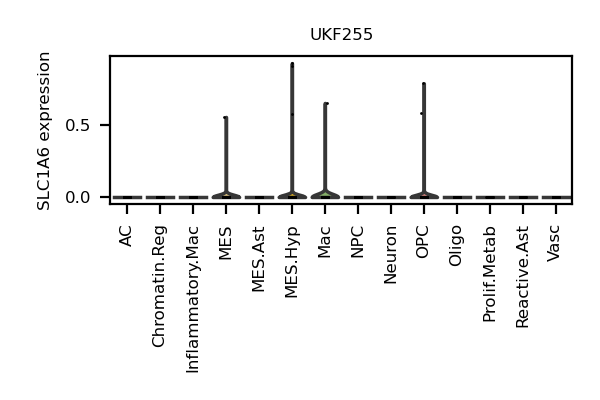 UKF255
SLC1A6 expression
0.5
0.0
AC
Chromatin.Reg
Inflammatory.Mac
MES
MES.Ast
MES.Hyp
Mac
NPC
Neuron
OPC
Oligo
Prolif.Metab
Reactive.Ast
Vasc